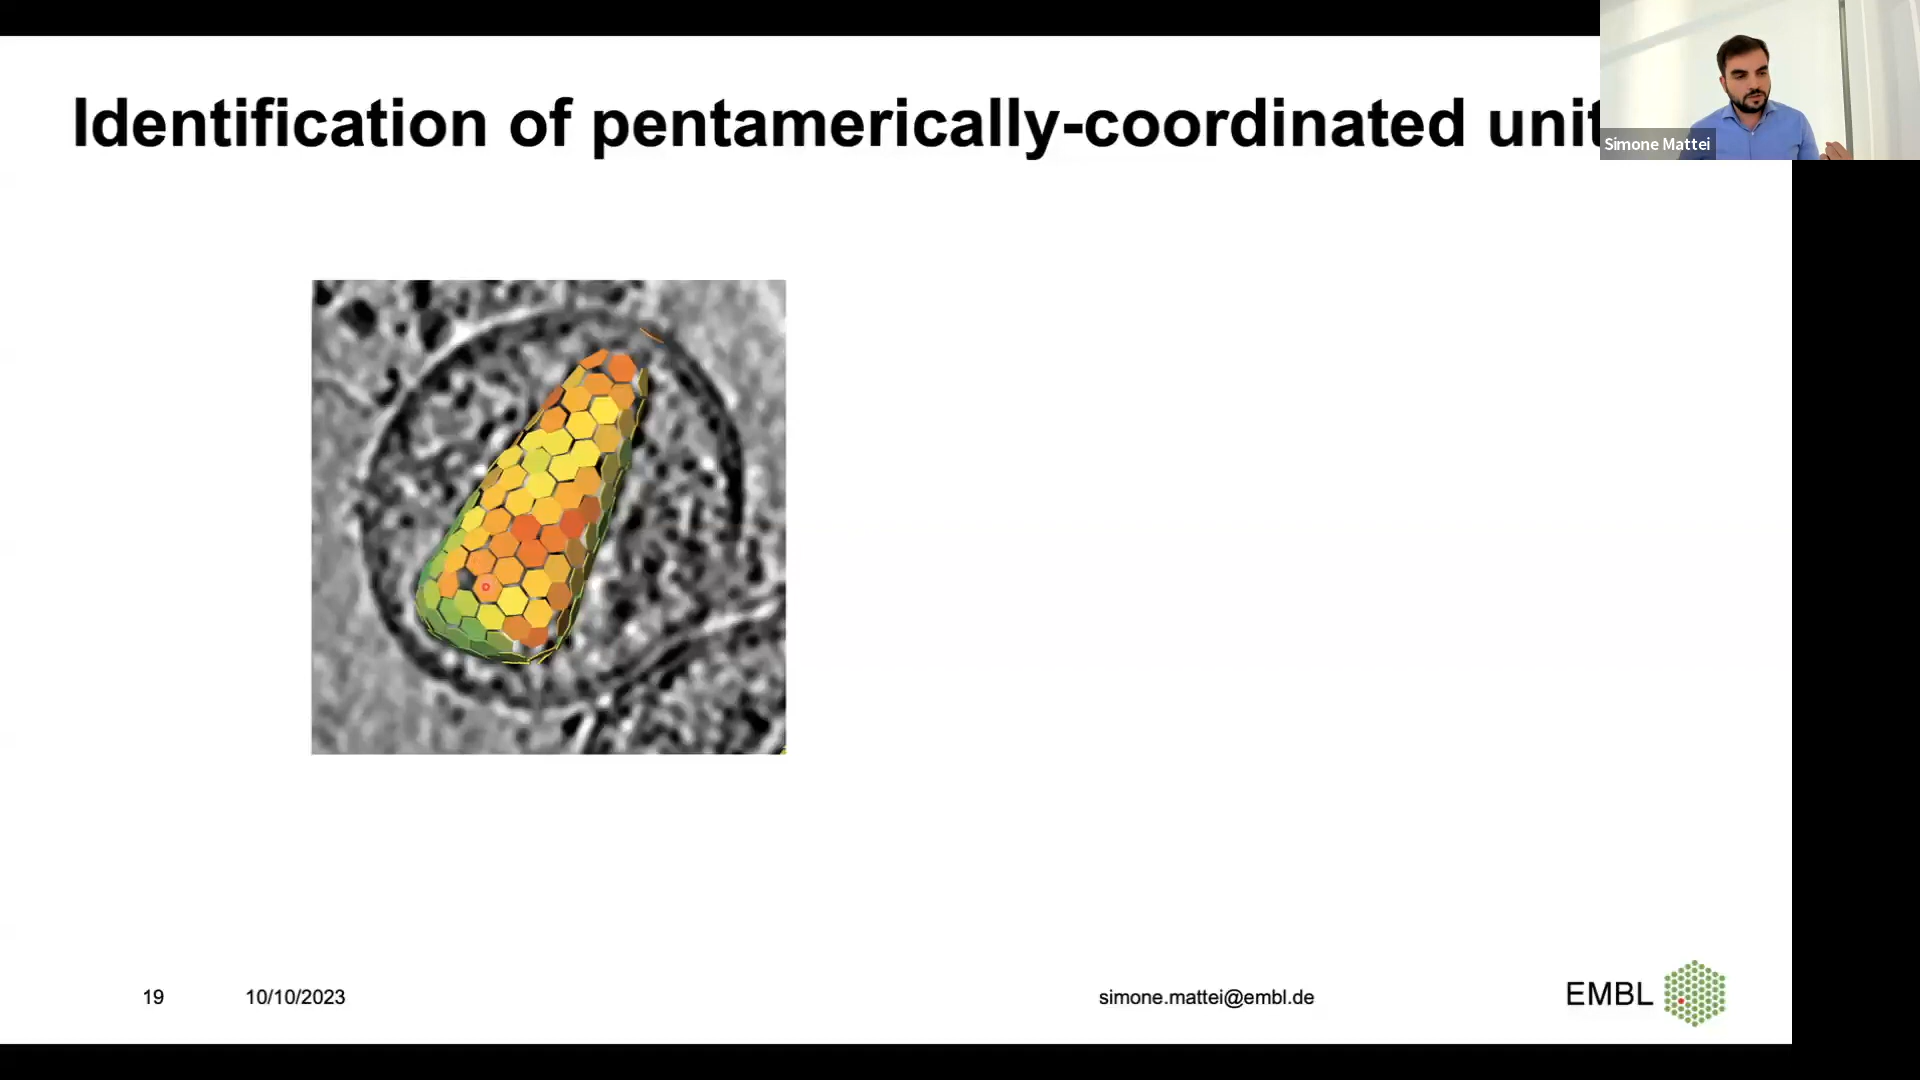 Identification of pentamerically-coordinated unit
Simone Mattei
19
10/10/2023
simone.mattei@embl.de
EMBL